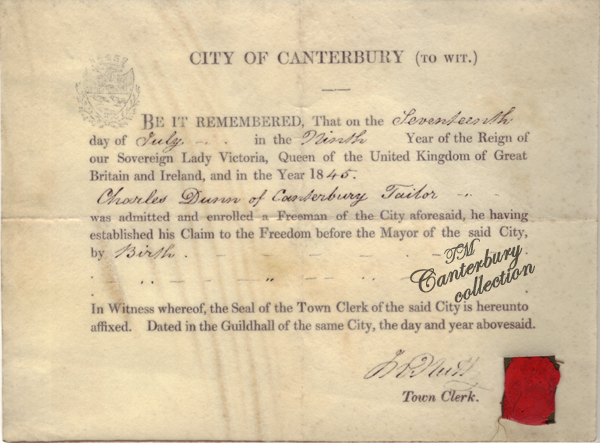 CITY OF CANTERBURY (TO WIT.)
BE IT REMEMBERED, That on the Seventeenth
day of July in the Ninth Year of the Reign of
our Sovereign Lady Victoria, Queen of the United Kingdom of Great
Britain and Ireland, and in the Year 1845.
Charles Dunn of Canterbury Tailor
was admitted and enrolled a Freeman of the City aforesaid, he having
established his Claim to the Freedom before the Mayor of the said City,
by Birth.
TM
Canterbury
collection
In Witness whereof, the Seal of the Town Clerk of the said City is hereunto
affixed. Dated in the Guildhall of the same City, the day and year abovesaid.
Town Clerk.